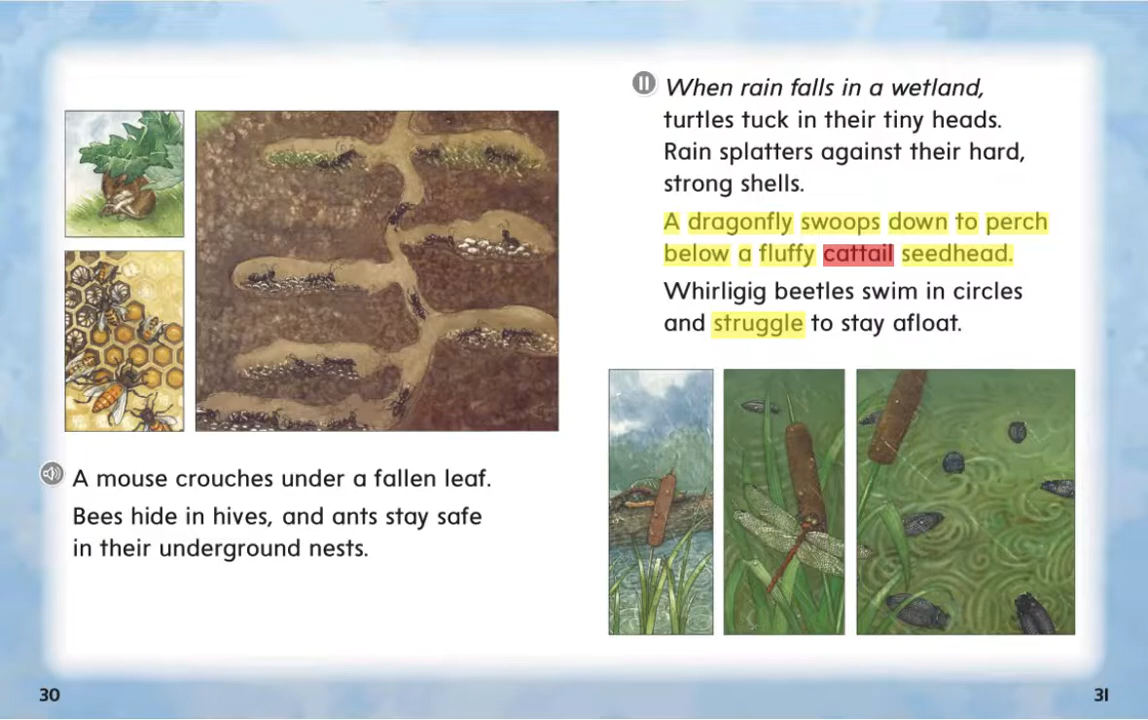 A mouse crouches under a fallen leaf.
Bees hide in hives, and ants stay safe
in their underground nests.
30
When rain falls in a wetland,
turtles tuck in their tiny heads.
Rain splatters against their hard,
strong shells.
A dragonfly swoops down to perch
below a fluffy cattail seedhead.
Whirligig beetles swim in circles
and struggle to stay afloat.
31